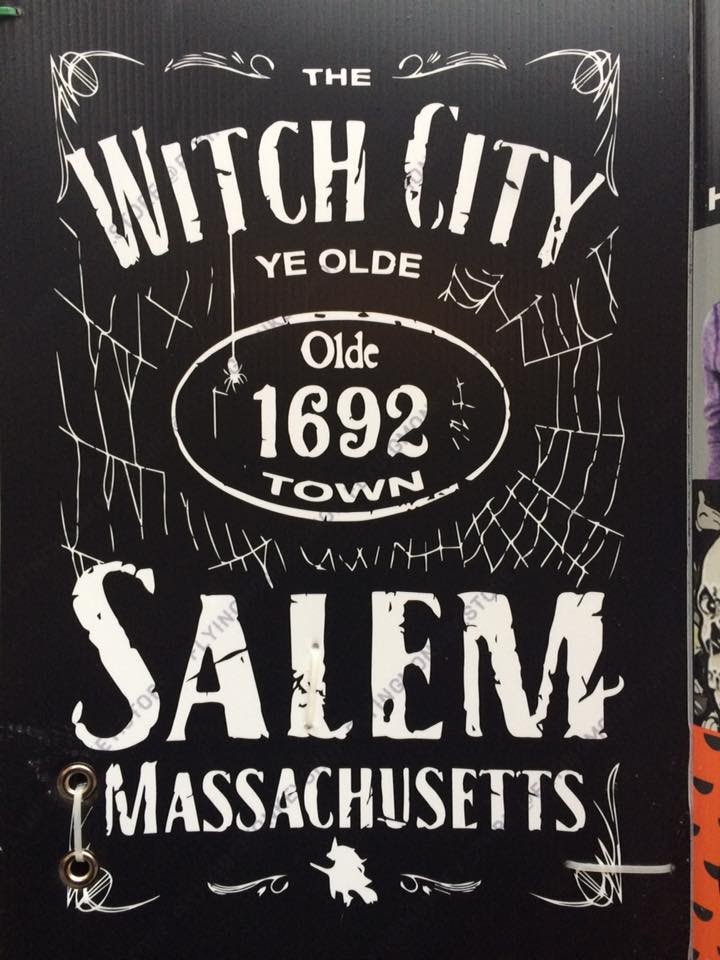 THE
WITCH CITY
YE OLDE
Olde
1692
TOWN
SALEM
MASSACHUSETTS